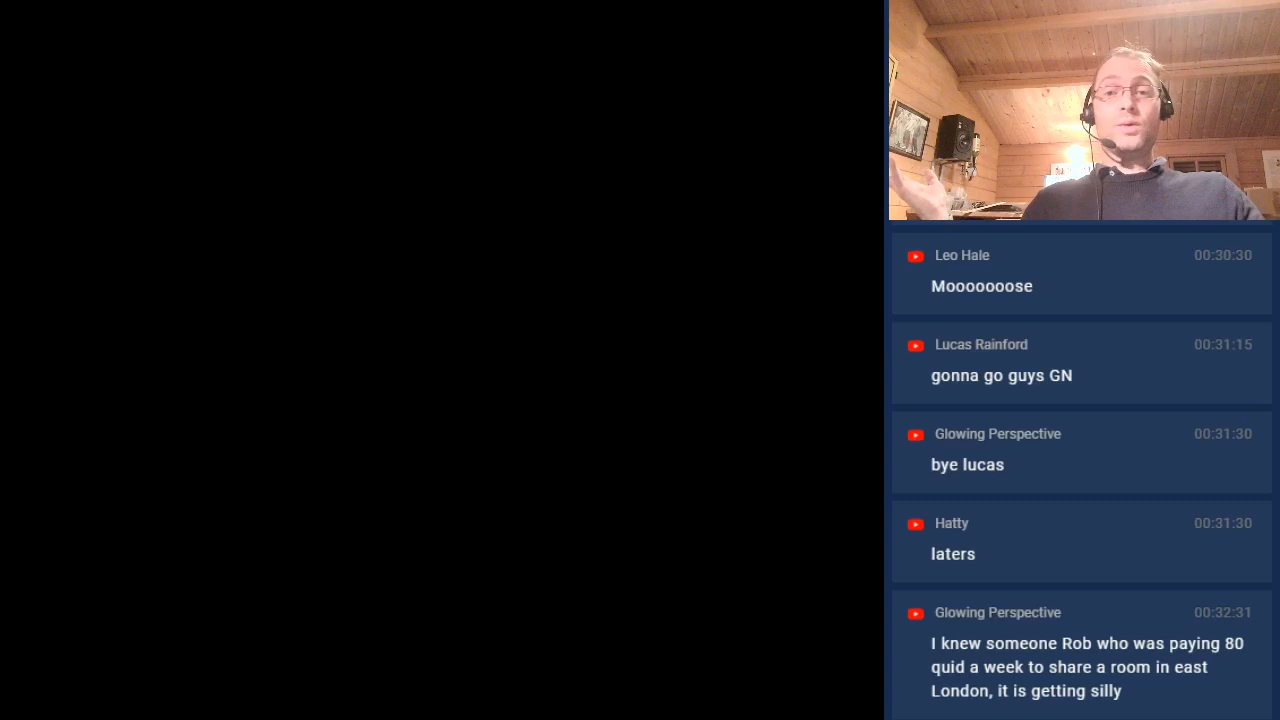 Leo Hale 00:30:30
Mooooooose
Lucas Rainford 00:31:15
gonna go guys GN
Glowing Perspective 00:31:30
bye lucas
Hatty 00:31:30
laters
Glowing Perspective 00:32:31
I knew someone Rob who was paying 80
quid a week to share a room in east
London, it is getting silly